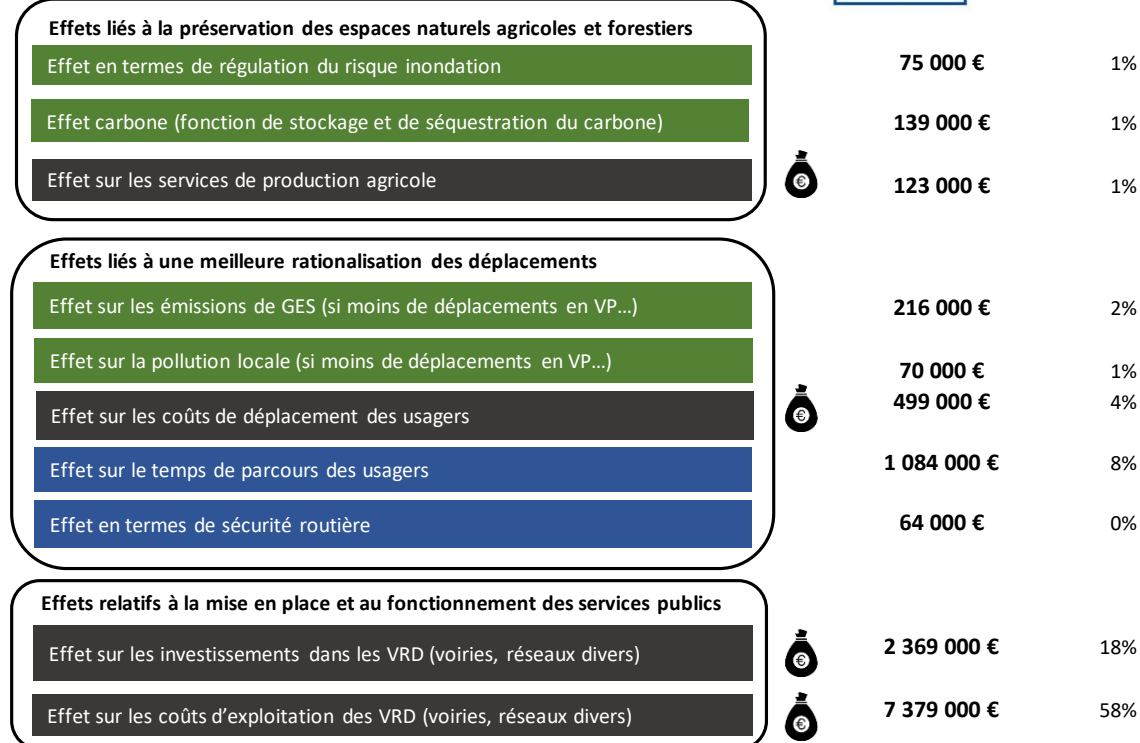 Effets liés à la préservation des espaces naturels agricoles et forestiers
Effet en termes de régulation du risque inondation 75 000 € 1%
Effet carbone (fonction de stockage et de séquestration du carbone) 139 000 € 1%
Effet sur les services de production agricole € 123 000 € 1%
Effets liés à une meilleure rationalisation des déplacements
Effet sur les émissions de GES (si moins de déplacements en VP…) 216 000 € 2%
Effet sur la pollution locale (si moins de déplacements en VP…) 70 000 € 1%
Effet sur les coûts de déplacement des usagers € 499 000 € 4%
Effet sur le temps de parcours des usagers 1 084 000 € 8%
Effet en termes de sécurité routière 64 000 € 0%
Effets relatifs à la mise en place et au fonctionnement des services publics
Effet sur les investissements dans les VRD (voiries, réseaux divers) € 2 369 000 € 18%
Effet sur les coûts d’exploitation des VRD (voiries, réseaux divers) € 7 379 000 € 58%